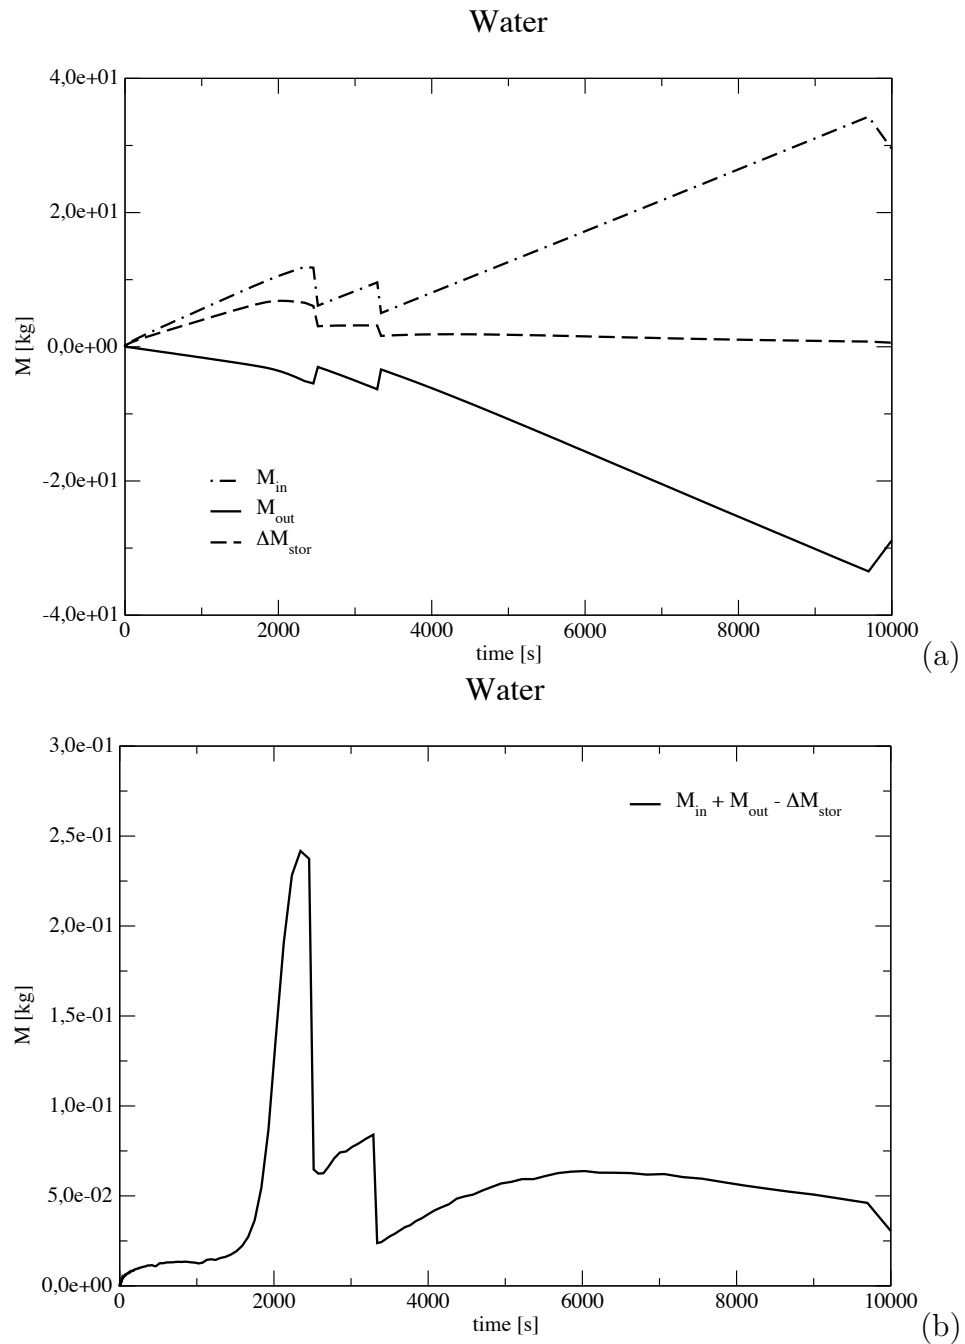 Water
4,0e+01
2,0e+01
0,0e+00
-2,0e+01
-4,0e+01
M [kg]
M_in
M_out
ΔM_stor
0 2000 4000 6000 8000 10000
time [s]
(a)
Water
3,0e-01
2,5e-01
2,0e-01
1,5e-01
1,0e-01
5,0e-02
0,0e+00
M [kg]
M_in + M_out - ΔM_stor
0 2000 4000 6000 8000 10000
time [s]
(b)